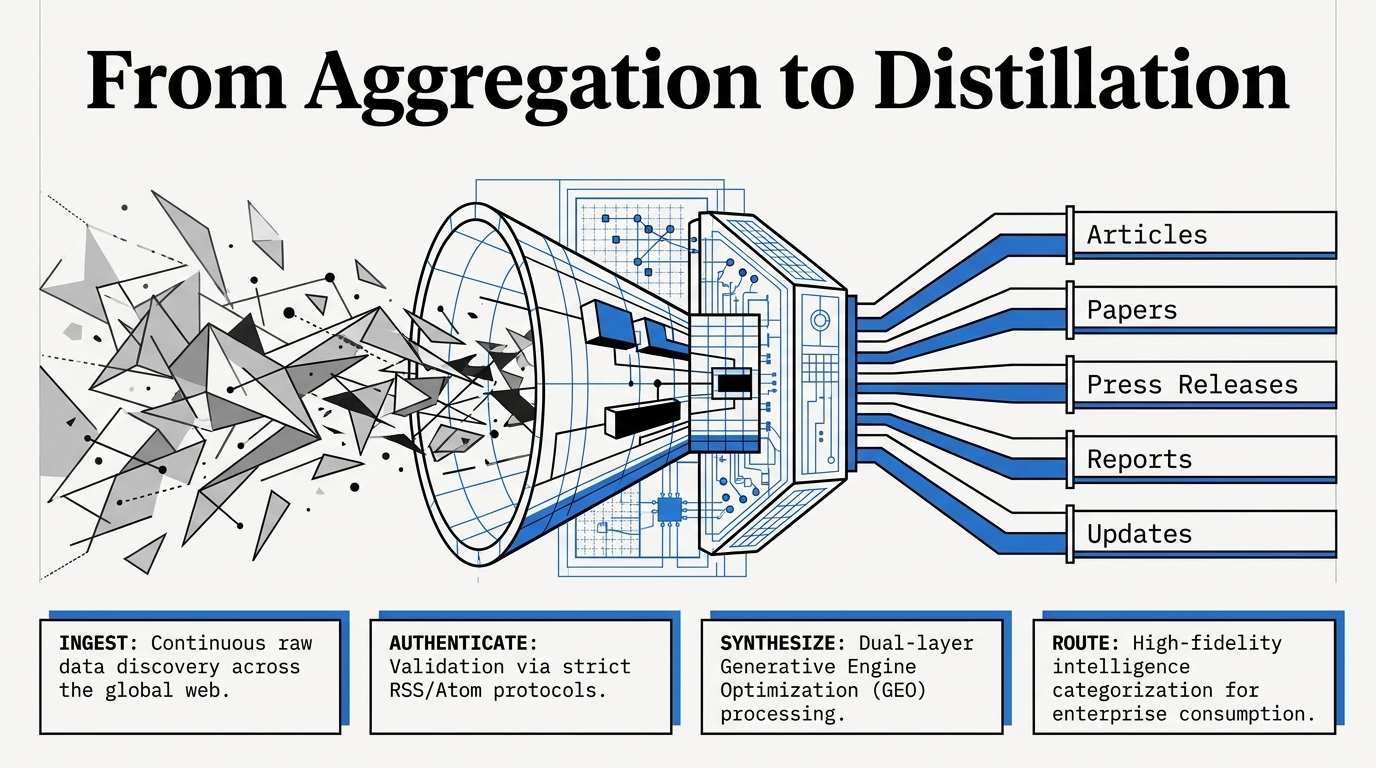 From Aggregation to Distillation
Articles
Papers
Press Releases
Reports
Updates
INGEST: Continuous raw
data discovery across
the global web.
AUTHENTICATE:
Validation via strict
RSS/Atom protocols.
SYNTHESIZE: Dual-layer
Generative Engine
Optimization (GEO)
processing.
ROUTE: High-fidelity
intelligence
categorization for
enterprise consumption.